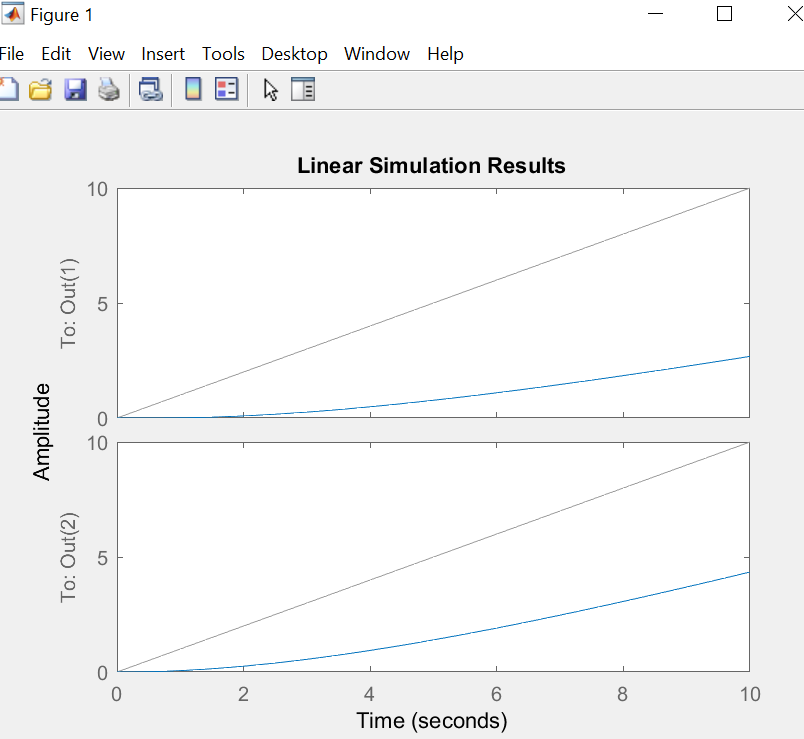 Figure 1
File Edit View Insert Tools Desktop Window Help
Linear Simulation Results
10
5
0
To: Out(1)
Amplitude
10
5
0
To: Out(2)
0 2 4 6 8 10
Time (seconds)